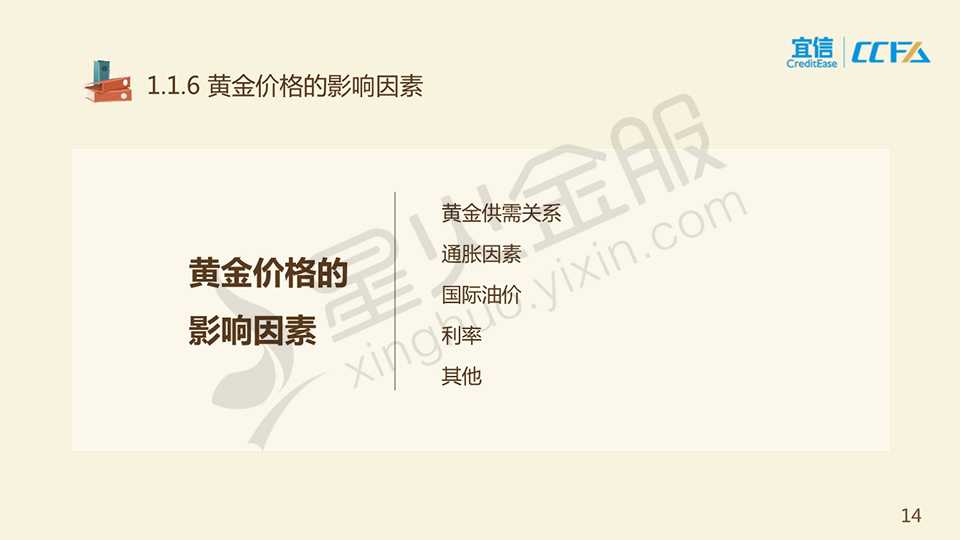 宜信
CreditEase
CCFA
1.1.6 黄金价格的影响因素
黄金价格的
影响因素
黄金供需关系
通胀因素
国际油价
利率
其他
星火金服
xinghuo.yixin.com
14